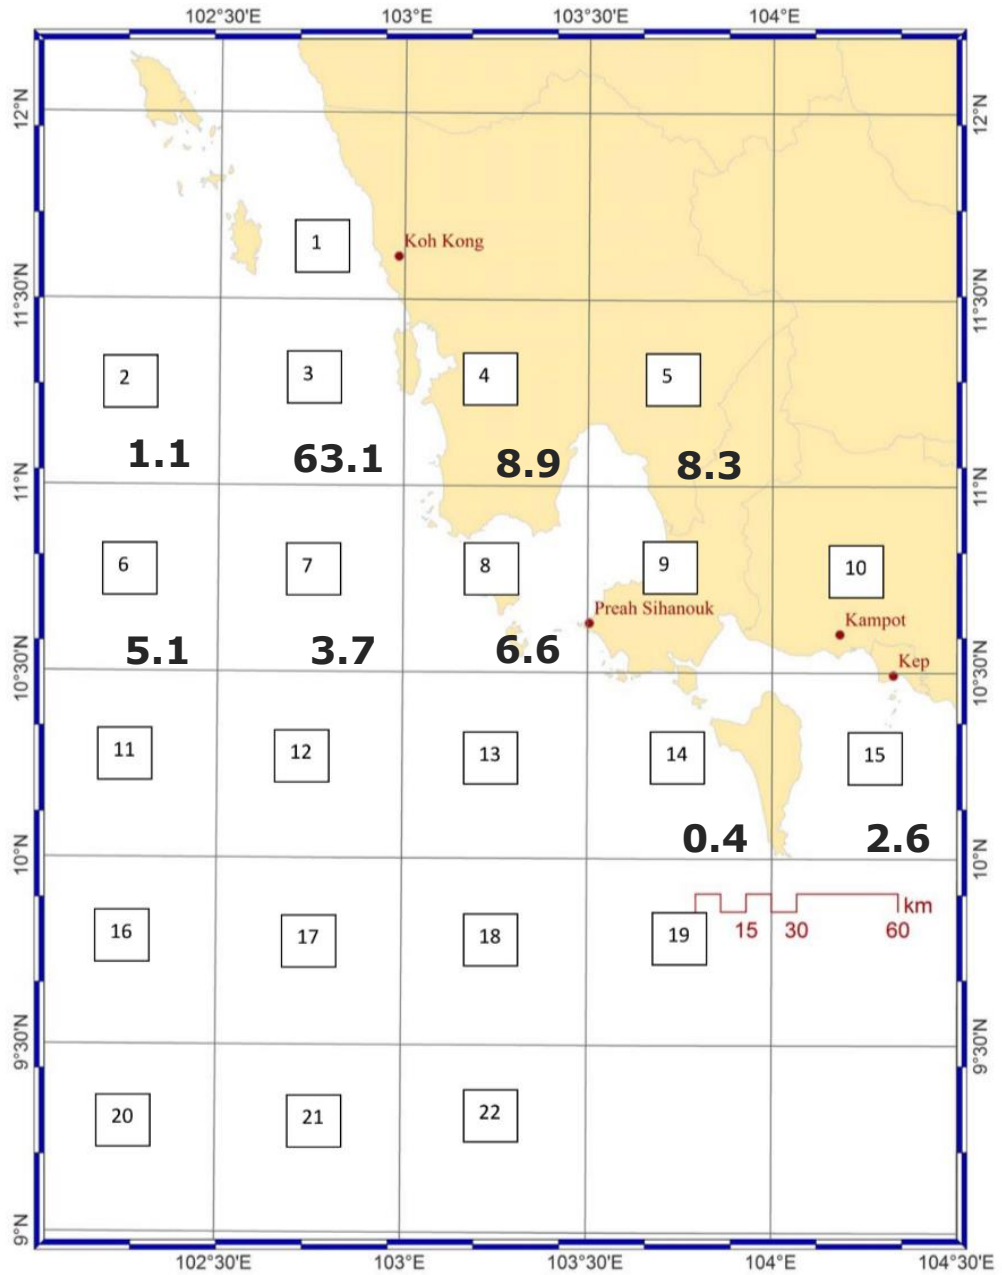 102°30'E 103°E 103°30'E 104°E
12°N 12°N
1 Koh Kong
11°30'N 11°30'N
2 3 4 5
1.1 63.1 8.9 8.3
11°N 11°N
6 7 8 9 10
Preah Sihanouk
Kampot
5.1 3.7 6.6
Kep
10°30'N 10°30'N
11 12 13 14 15
0.4 2.6
10°N 10°N
km
15 30 60
16 17 18 19
9°30'N 9°30'N
20 21 22
9°N
102°30'E 103°E 103°30'E 104°E 104°30'E